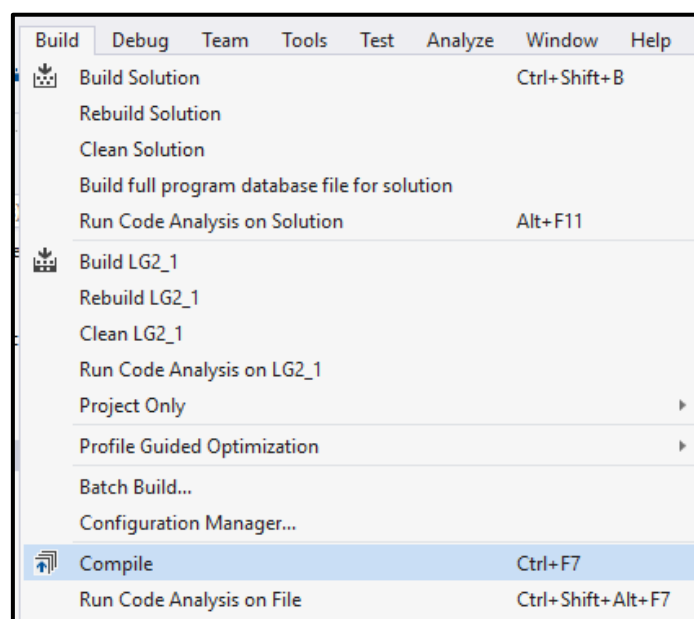 Build Debug Team Tools Test Analyze Window Help
Build Solution Ctrl+Shift+B
Rebuild Solution
Clean Solution
Build full program database file for solution
Run Code Analysis on Solution Alt+F11
Build LG2_1
Rebuild LG2_1
Clean LG2_1
Run Code Analysis on LG2_1
Project Only
Profile Guided Optimization
Batch Build...
Configuration Manager...
Compile Ctrl+F7
Run Code Analysis on File Ctrl+Shift+Alt+F7